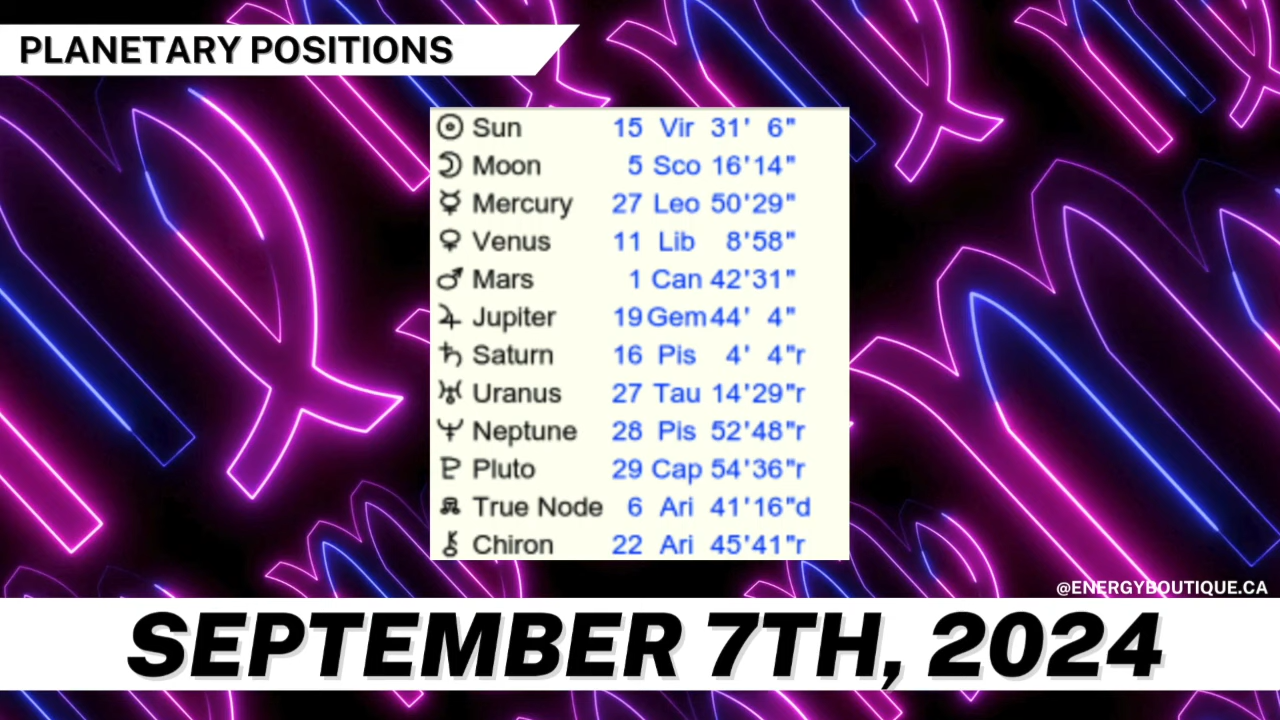 PLANETARY POSITIONS
Sun 15 Vir 31' 6"
Moon 5 Sco 16'14"
Mercury 27 Leo 50'29"
Venus 11 Lib 8'58"
Mars 1 Can 42'31"
Jupiter 19 Gem 44' 4"
Saturn 16 Pis 4' 4"r
Uranus 27 Tau 14'29"r
Neptune 28 Pis 52'48"r
Pluto 29 Cap 54'36"r
True Node 6 Ari 41'16"d
Chiron 22 Ari 45'41"r
@ENERGYBOUTIQUE.CA
SEPTEMBER 7TH, 2024